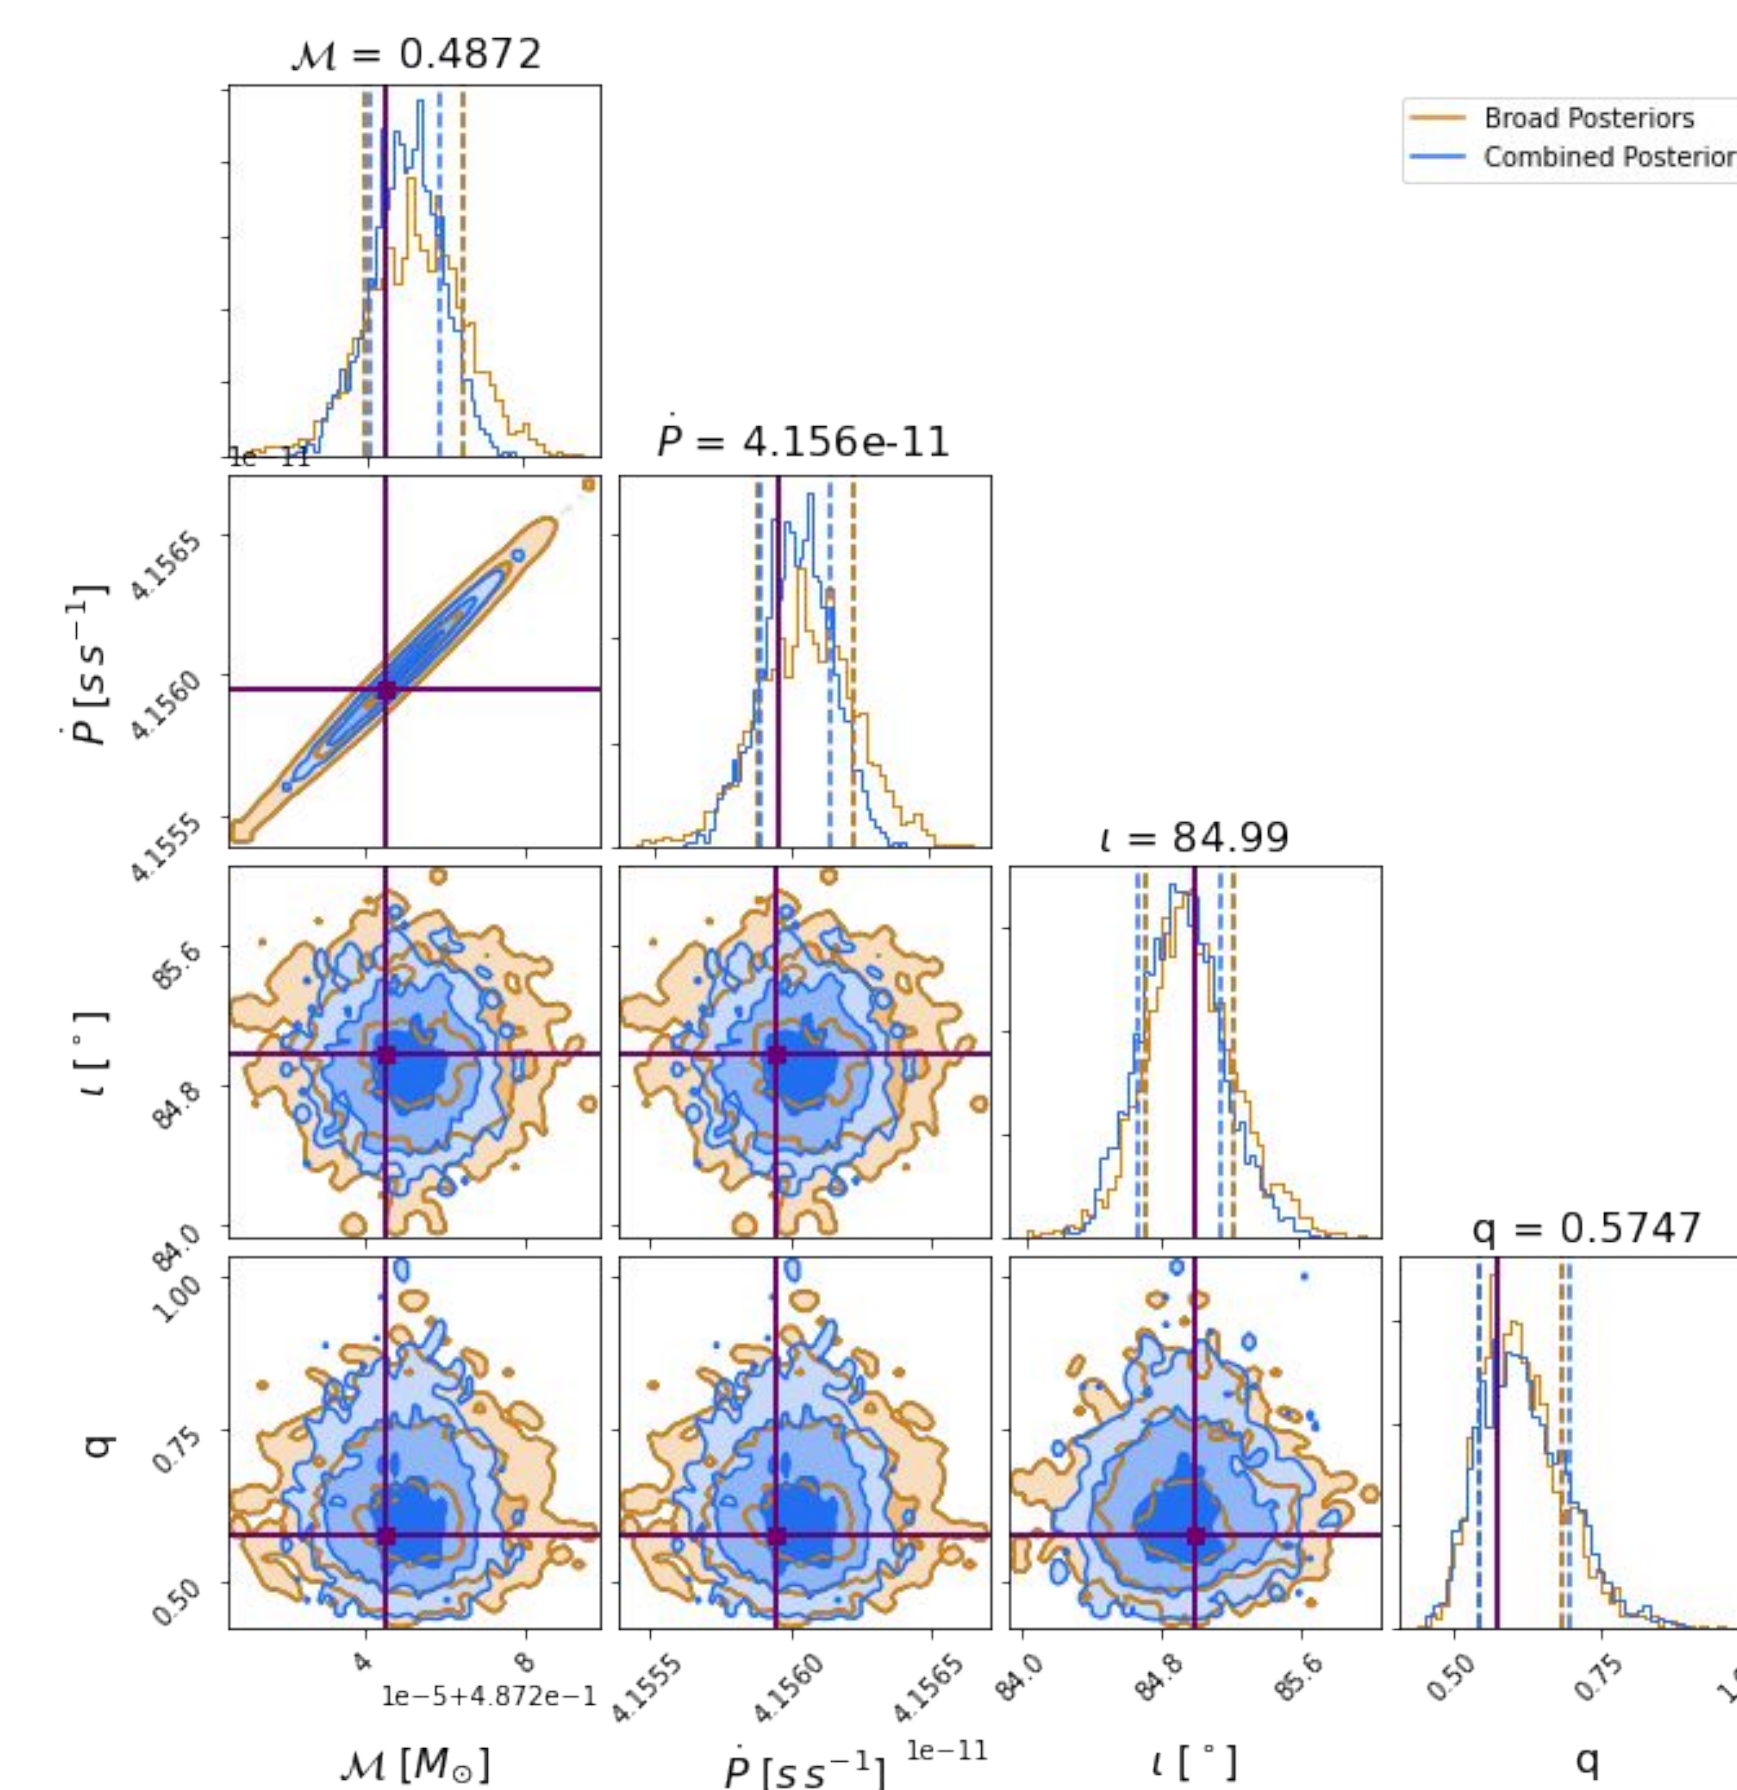 ℳ = 0.4872
Broad Posteriors
Combined Posterior
1e−11
Ṗ = 4.156e-11
4.1565
4.1560
4.1555
Ṗ [s s⁻¹]
ι = 84.99
85.6
84.8
84.0
ι [°]
q = 0.5747
1.00
0.75
0.50
q
4
8
1e−5+4.872e−1
4.1555
4.1560
4.1565
1e−11
84.0
84.8
85.6
0.50
0.75
ℳ [M⊙]
Ṗ [s s⁻¹]
ι [°]
q